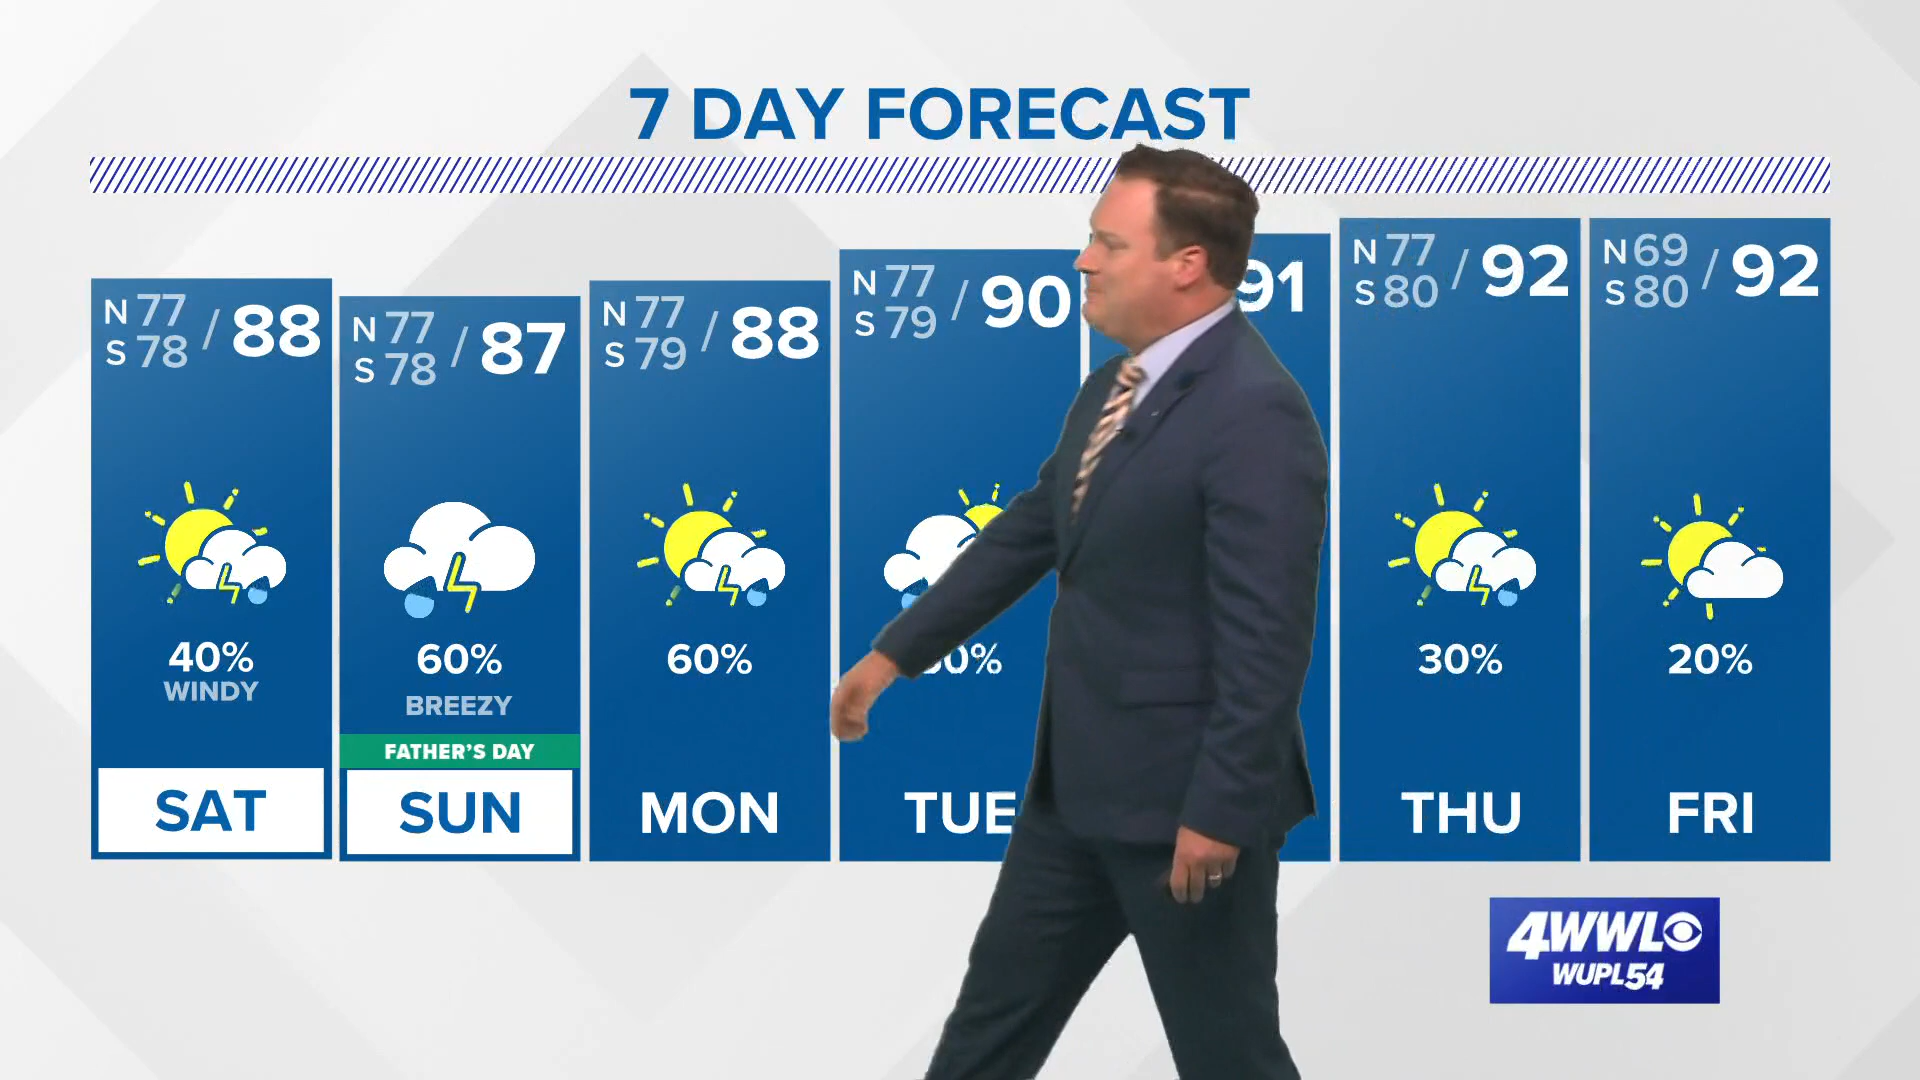 7 DAY FORECAST
N 77
S 78
/ 88
40%
WINDY
SAT
N 77
S 78
/ 87
60%
BREEZY
FATHER'S DAY
SUN
N 77
S 79
/ 88
60%
MON
N 77
S 79
/ 90
0%
TUE
91
N 77
S 80
/ 92
30%
THU
N 69
S 80
/ 92
20%
FRI
4WWL
WUPL54